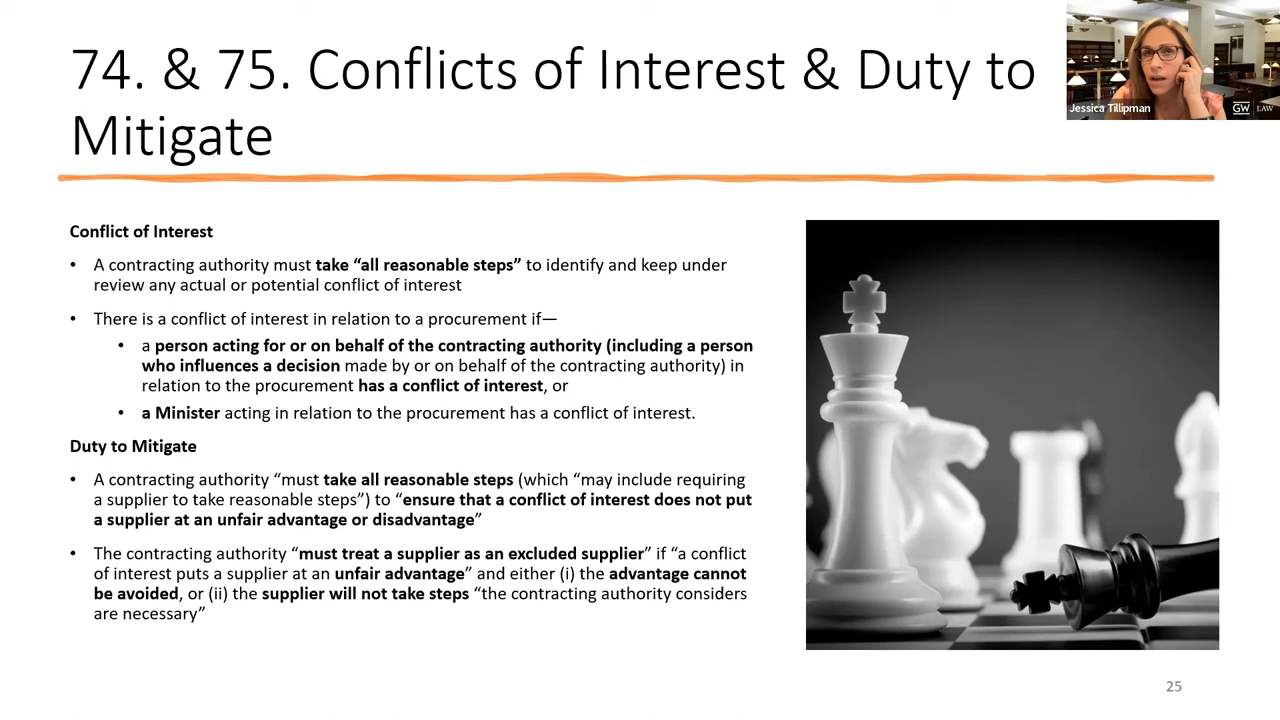 74. & 75. Conflicts of Interest & Duty to
Mitigate
Jessica Tillipman
GW LAW
Conflict of Interest
• A contracting authority must take “all reasonable steps” to identify and keep under
review any actual or potential conflict of interest
• There is a conflict of interest in relation to a procurement if—
• a person acting for or on behalf of the contracting authority (including a person
who influences a decision made by or on behalf of the contracting authority) in
relation to the procurement has a conflict of interest, or
• a Minister acting in relation to the procurement has a conflict of interest.
Duty to Mitigate
• A contracting authority “must take all reasonable steps (which “may include requiring
a supplier to take reasonable steps”) to “ensure that a conflict of interest does not put
a supplier at an unfair advantage or disadvantage”
• The contracting authority “must treat a supplier as an excluded supplier” if “a conflict
of interest puts a supplier at an unfair advantage” and either (i) the advantage cannot
be avoided, or (ii) the supplier will not take steps “the contracting authority considers
are necessary”
25